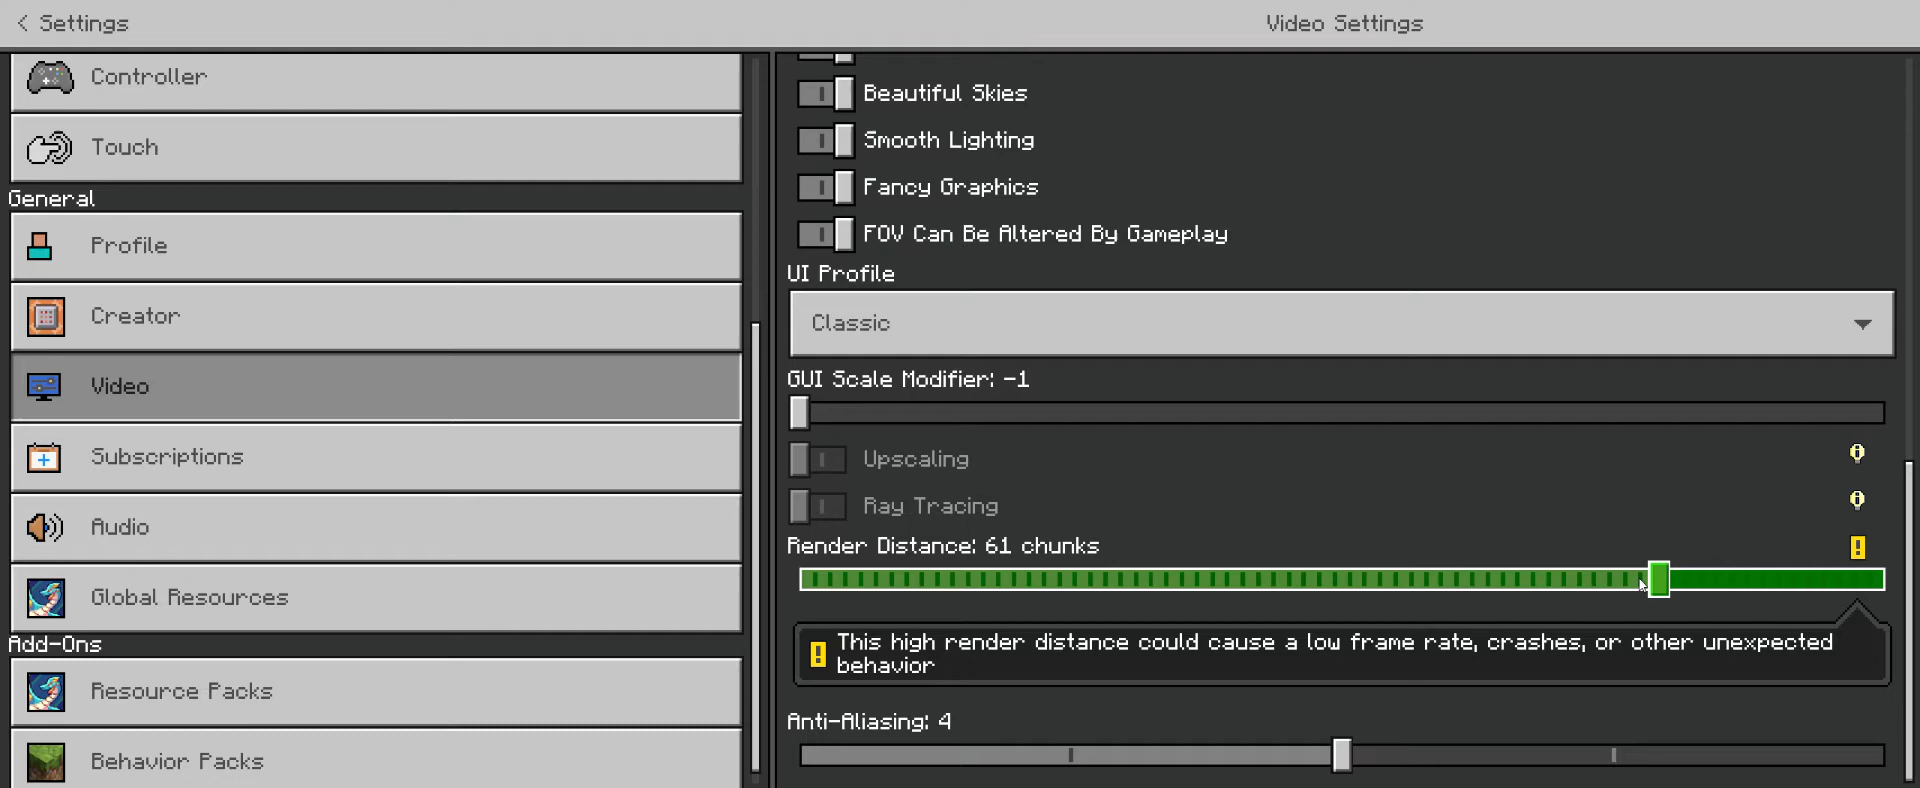 Settings
Video Settings
Controller
Touch
General
Profile
Creator
Video
Subscriptions
Audio
Global Resources
Add-Ons
Resource Packs
Behavior Packs
Beautiful Skies
Smooth Lighting
Fancy Graphics
FOV Can Be Altered By Gameplay
UI Profile
Classic
GUI Scale Modifier: -1
Upscaling
Ray Tracing
Render Distance: 61 chunks
This high render distance could cause a low frame rate, crashes, or other unexpected
behavior
Anti-Aliasing: 4